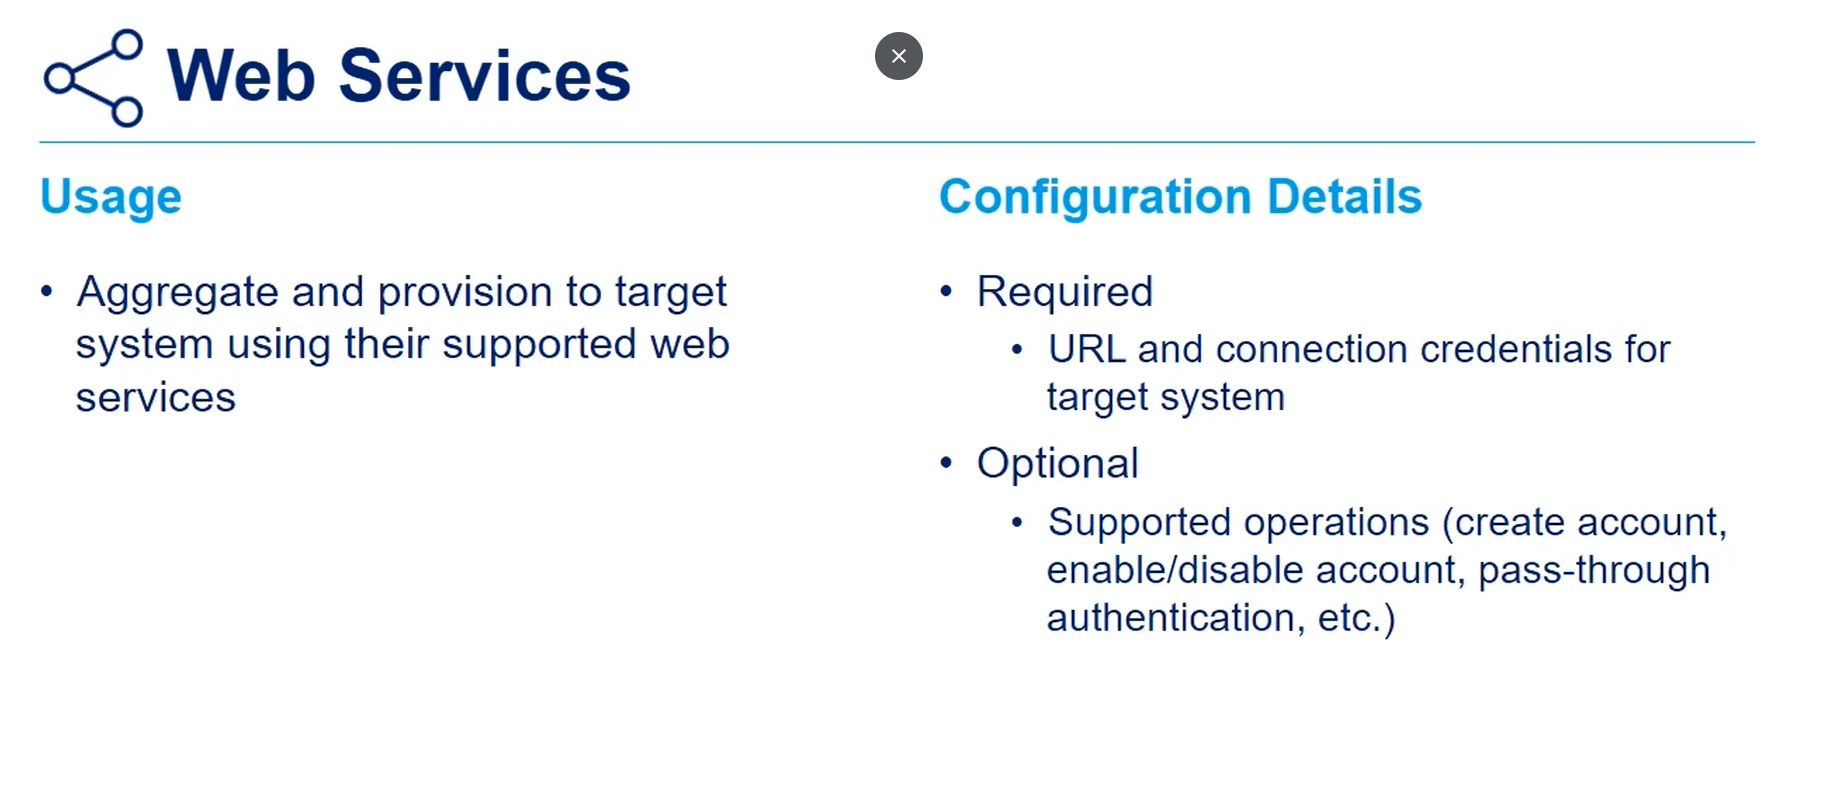 Web Services
Usage
• Aggregate and provision to target
system using their supported web
services
Configuration Details
• Required
• URL and connection credentials for
target system
• Optional
• Supported operations (create account,
enable/disable account, pass-through
authentication, etc.)